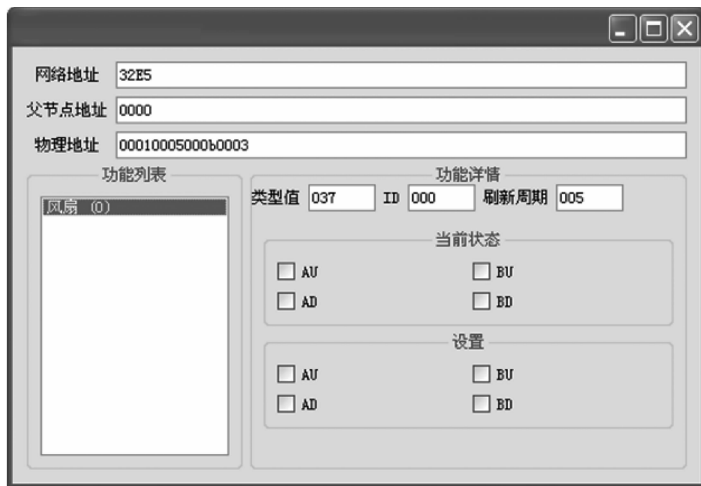 网络地址 32E5
父节点地址 0000
物理地址 00010005000b0003
功能列表
风扇 (0)
功能详情
类型值 037 ID 000 刷新周期 005
当前状态
AU BU
AD BD
设置
AU BU
AD BD